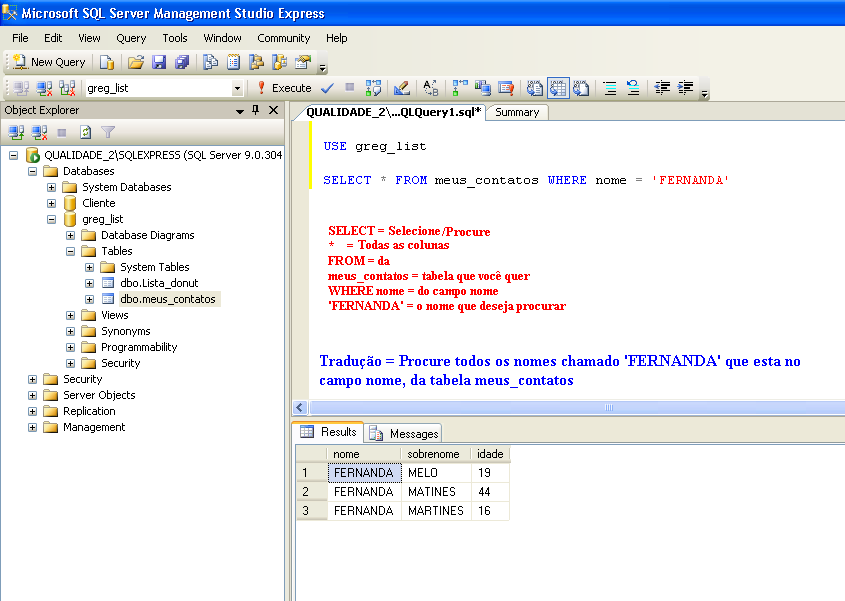 Microsoft SQL Server Management Studio Express
File Edit View Query Tools Window Community Help
New Query
greg_list Execute
Object Explorer
QUALIDADE_2\...QLQuery1.sql* Summary
QUALIDADE_2\SQLEXPRESS (SQL Server 9.0.304
Databases
System Databases
Cliente
greg_list
Database Diagrams
Tables
System Tables
dbo.Lista_donut
dbo.meus_contatos
Views
Synonyms
Programmability
Security
Security
Server Objects
Replication
Management
USE greg_list
SELECT * FROM meus_contatos WHERE nome = 'FERNANDA'
SELECT = Selecione/Procure
* = Todas as colunas
FROM = da
meus_contatos = tabela que você quer
WHERE nome = do campo nome
'FERNANDA' = o nome que deseja procurar
Tradução = Procure todos os nomes chamado 'FERNANDA' que esta no
campo nome, da tabela meus_contatos
Results Messages
nome sobrenome idade
1 FERNANDA MELO 19
2 FERNANDA MATINES 44
3 FERNANDA MARTINES 16